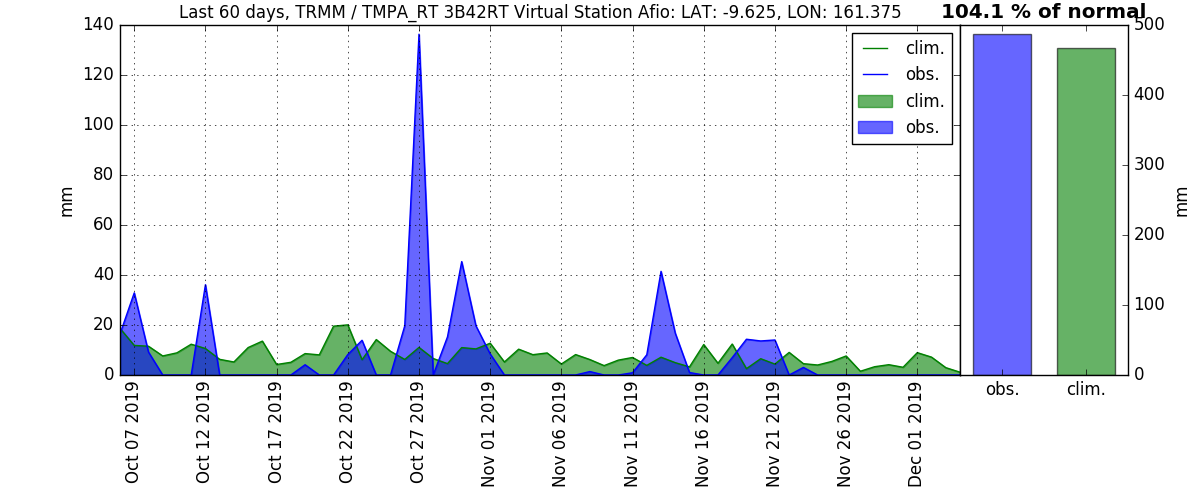 Last 60 days, TRMM / TMPA_RT 3B42RT Virtual Station Afio: LAT: -9.625, LON: 161.375
104.1 % of normal
140
120
100
80
60
40
20
0
mm
clim.
obs.
clim.
obs.
500
400
300
200
100
0
mm
obs.
clim.
Oct 07 2019
Oct 12 2019
Oct 17 2019
Oct 22 2019
Oct 27 2019
Nov 01 2019
Nov 06 2019
Nov 11 2019
Nov 16 2019
Nov 21 2019
Nov 26 2019
Dec 01 2019